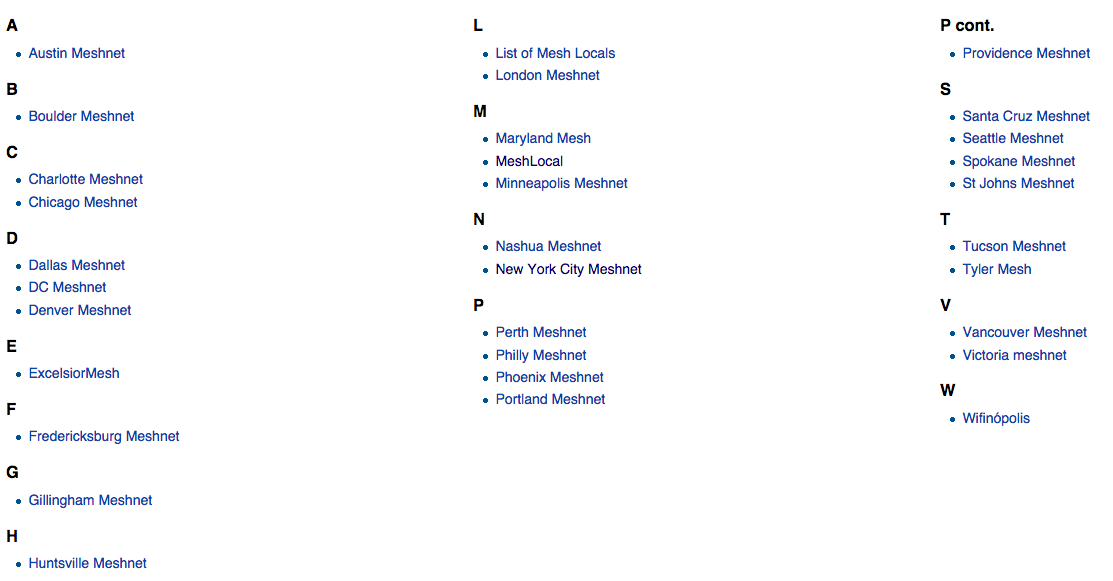 A
Austin Meshnet
B
Boulder Meshnet
C
Charlotte Meshnet
Chicago Meshnet
D
Dallas Meshnet
DC Meshnet
Denver Meshnet
E
ExcelsiorMesh
F
Fredericksburg Meshnet
G
Gillingham Meshnet
H
Huntsville Meshnet
L
List of Mesh Locals
London Meshnet
M
Maryland Mesh
MeshLocal
Minneapolis Meshnet
N
Nashua Meshnet
New York City Meshnet
P
Perth Meshnet
Philly Meshnet
Phoenix Meshnet
Portland Meshnet
P cont.
Providence Meshnet
S
Santa Cruz Meshnet
Seattle Meshnet
Spokane Meshnet
St Johns Meshnet
T
Tucson Meshnet
Tyler Mesh
V
Vancouver Meshnet
Victoria meshnet
W
Wifinópolis